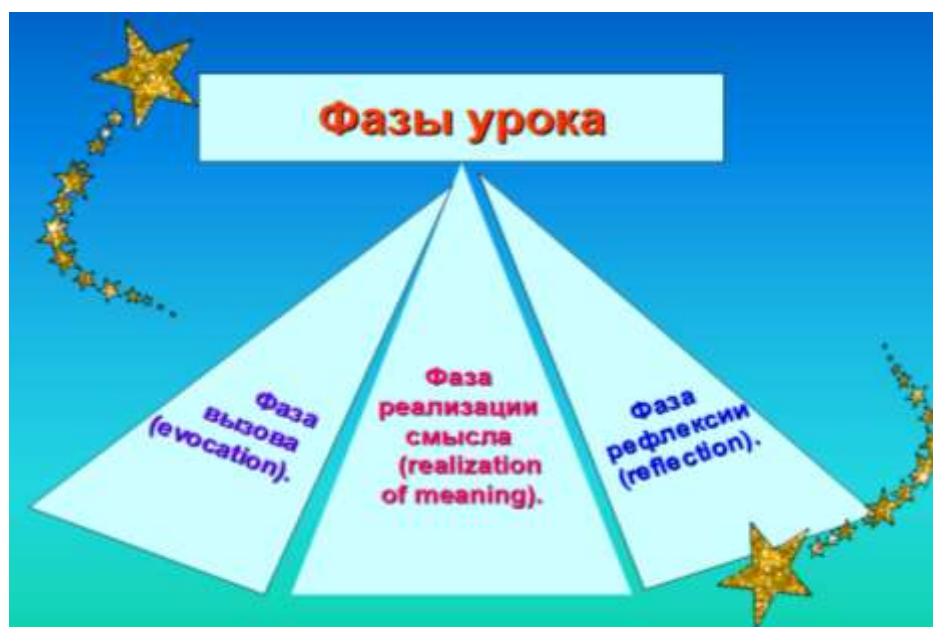 Фазы урока
Фаза
вызова
(evocation).
Фаза
реализации
смысла
(realization
of meaning).
Фаза
рефлексии
(reflection).